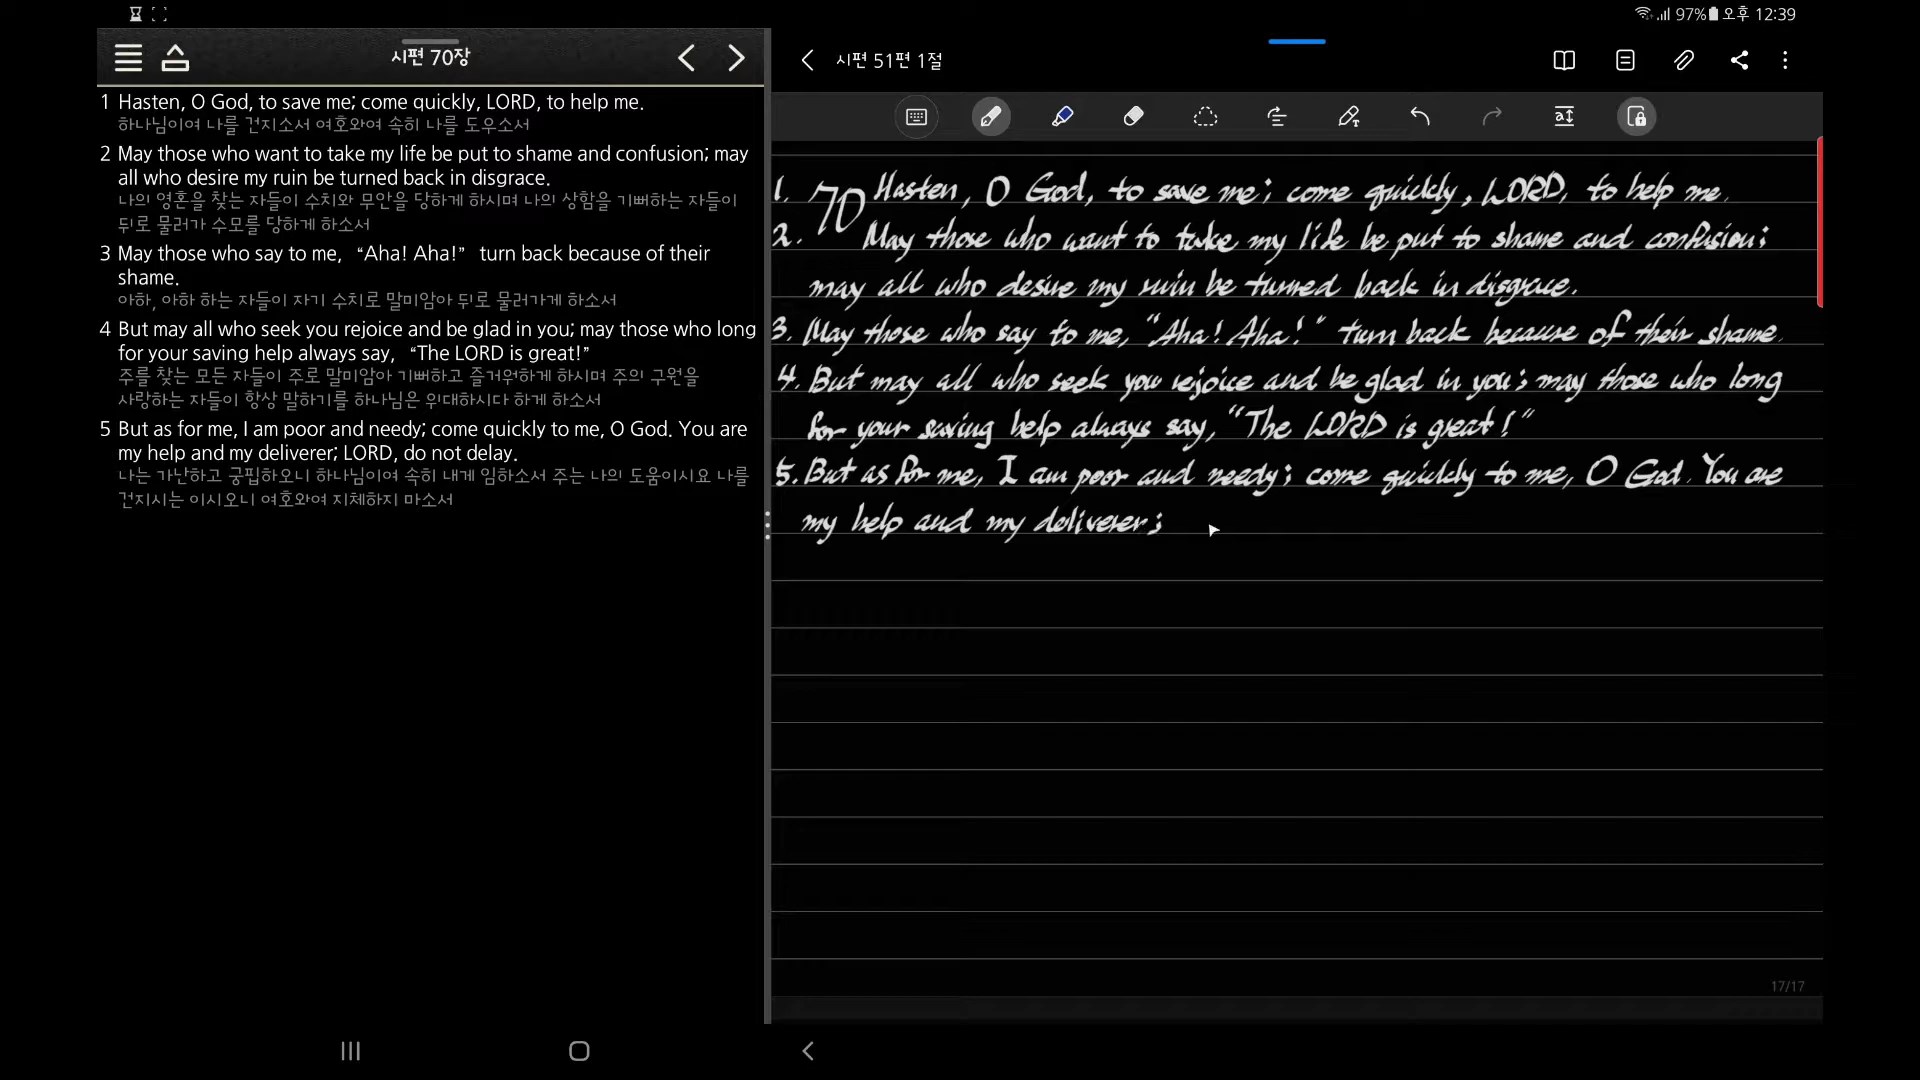 97% 오후 12:39
시편 70장
1 Hasten, O God, to save me; come quickly, LORD, to help me.
하나님이여 나를 건지소서 여호와여 속히 나를 도우소서
2 May those who want to take my life be put to shame and confusion; may
all who desire my ruin be turned back in disgrace.
나의 영혼을 찾는 자들이 수치와 무안을 당하게 하시며 나의 상함을 기뻐하는 자들이
뒤로 물러가 수모를 당하게 하소서
3 May those who say to me, “Aha! Aha!” turn back because of their
shame.
아하, 아하 하는 자들이 자기 수치로 말미암아 뒤로 물러가게 하소서
4 But may all who seek you rejoice and be glad in you; may those who long
for your saving help always say, “The LORD is great!”
주를 찾는 모든 자들이 주로 말미암아 기뻐하고 즐거워하게 하시며 주의 구원을
사랑하는 자들이 항상 말하기를 하나님은 위대하시다 하게 하소서
5 But as for me, I am poor and needy; come quickly to me, O God. You are
my help and my deliverer; LORD, do not delay.
나는 가난하고 궁핍하오니 하나님이여 속히 내게 임하소서 주는 나의 도움이시요 나를
건지시는 이시오니 여호와여 지체하지 마소서
시편 51편 1절
70
1. Hasten, O God, to save me; come quickly, LORD, to help me.
2. May those who want to take my life be put to shame and confusion;
may all who desire my ruin be turned back in disgrace.
3. May those who say to me, “Aha! Aha!” turn back because of their shame.
4. But may all who seek you rejoice and be glad in you; may those who long
for your saving help always say, “The LORD is great!”
5. But as for me, I am poor and needy; come quickly to me, O God. You are
my help and my deliverer;
17/17